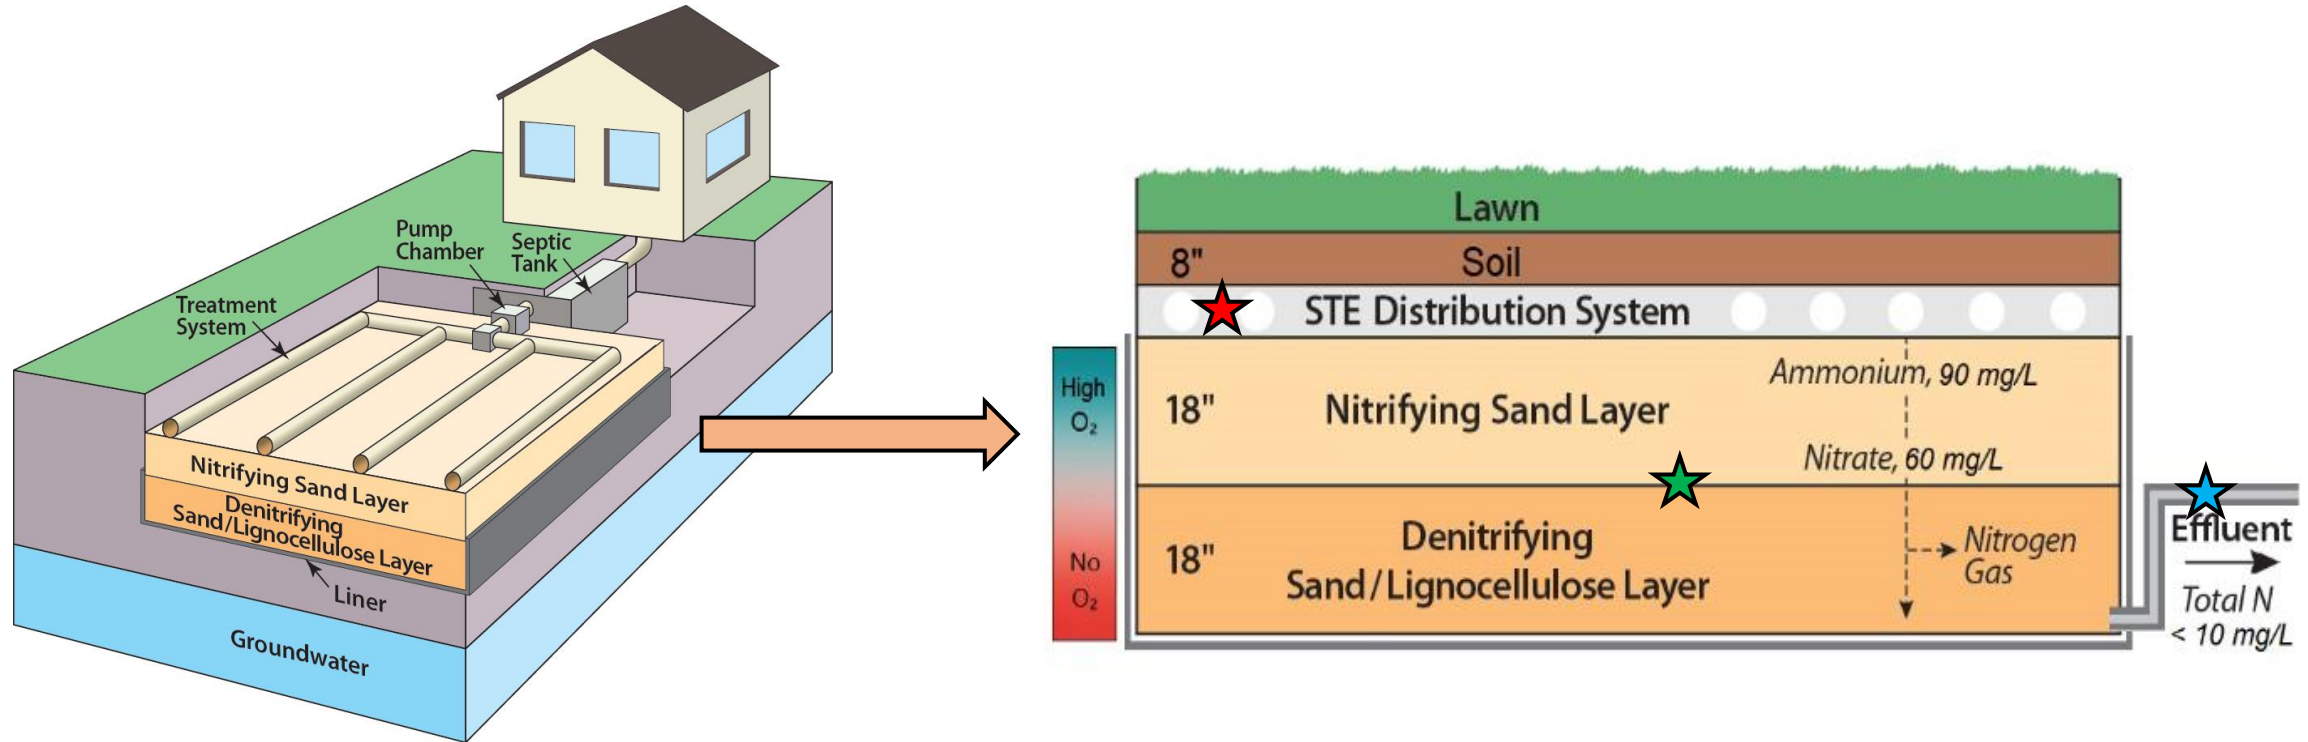 Pump
Chamber
Septic
Tank
Treatment
System
Nitrifying Sand Layer
Denitrifying
Sand/Lignocellulose Layer
Liner
Groundwater
Lawn
8" Soil
STE Distribution System
High
O₂
18" Nitrifying Sand Layer
Ammonium, 90 mg/L
Nitrate, 60 mg/L
No
O₂
18" Denitrifying
Sand/Lignocellulose Layer
Nitrogen
Gas
Effluent
Total N
< 10 mg/L